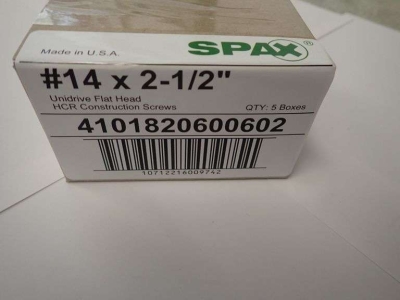 Made in U.S.A.
SPAX
#14 x 2-1/2"
Unidrive Flat Head
HCR Construction Screws
QTY: 5 Boxes
4101820600602
10712216009742